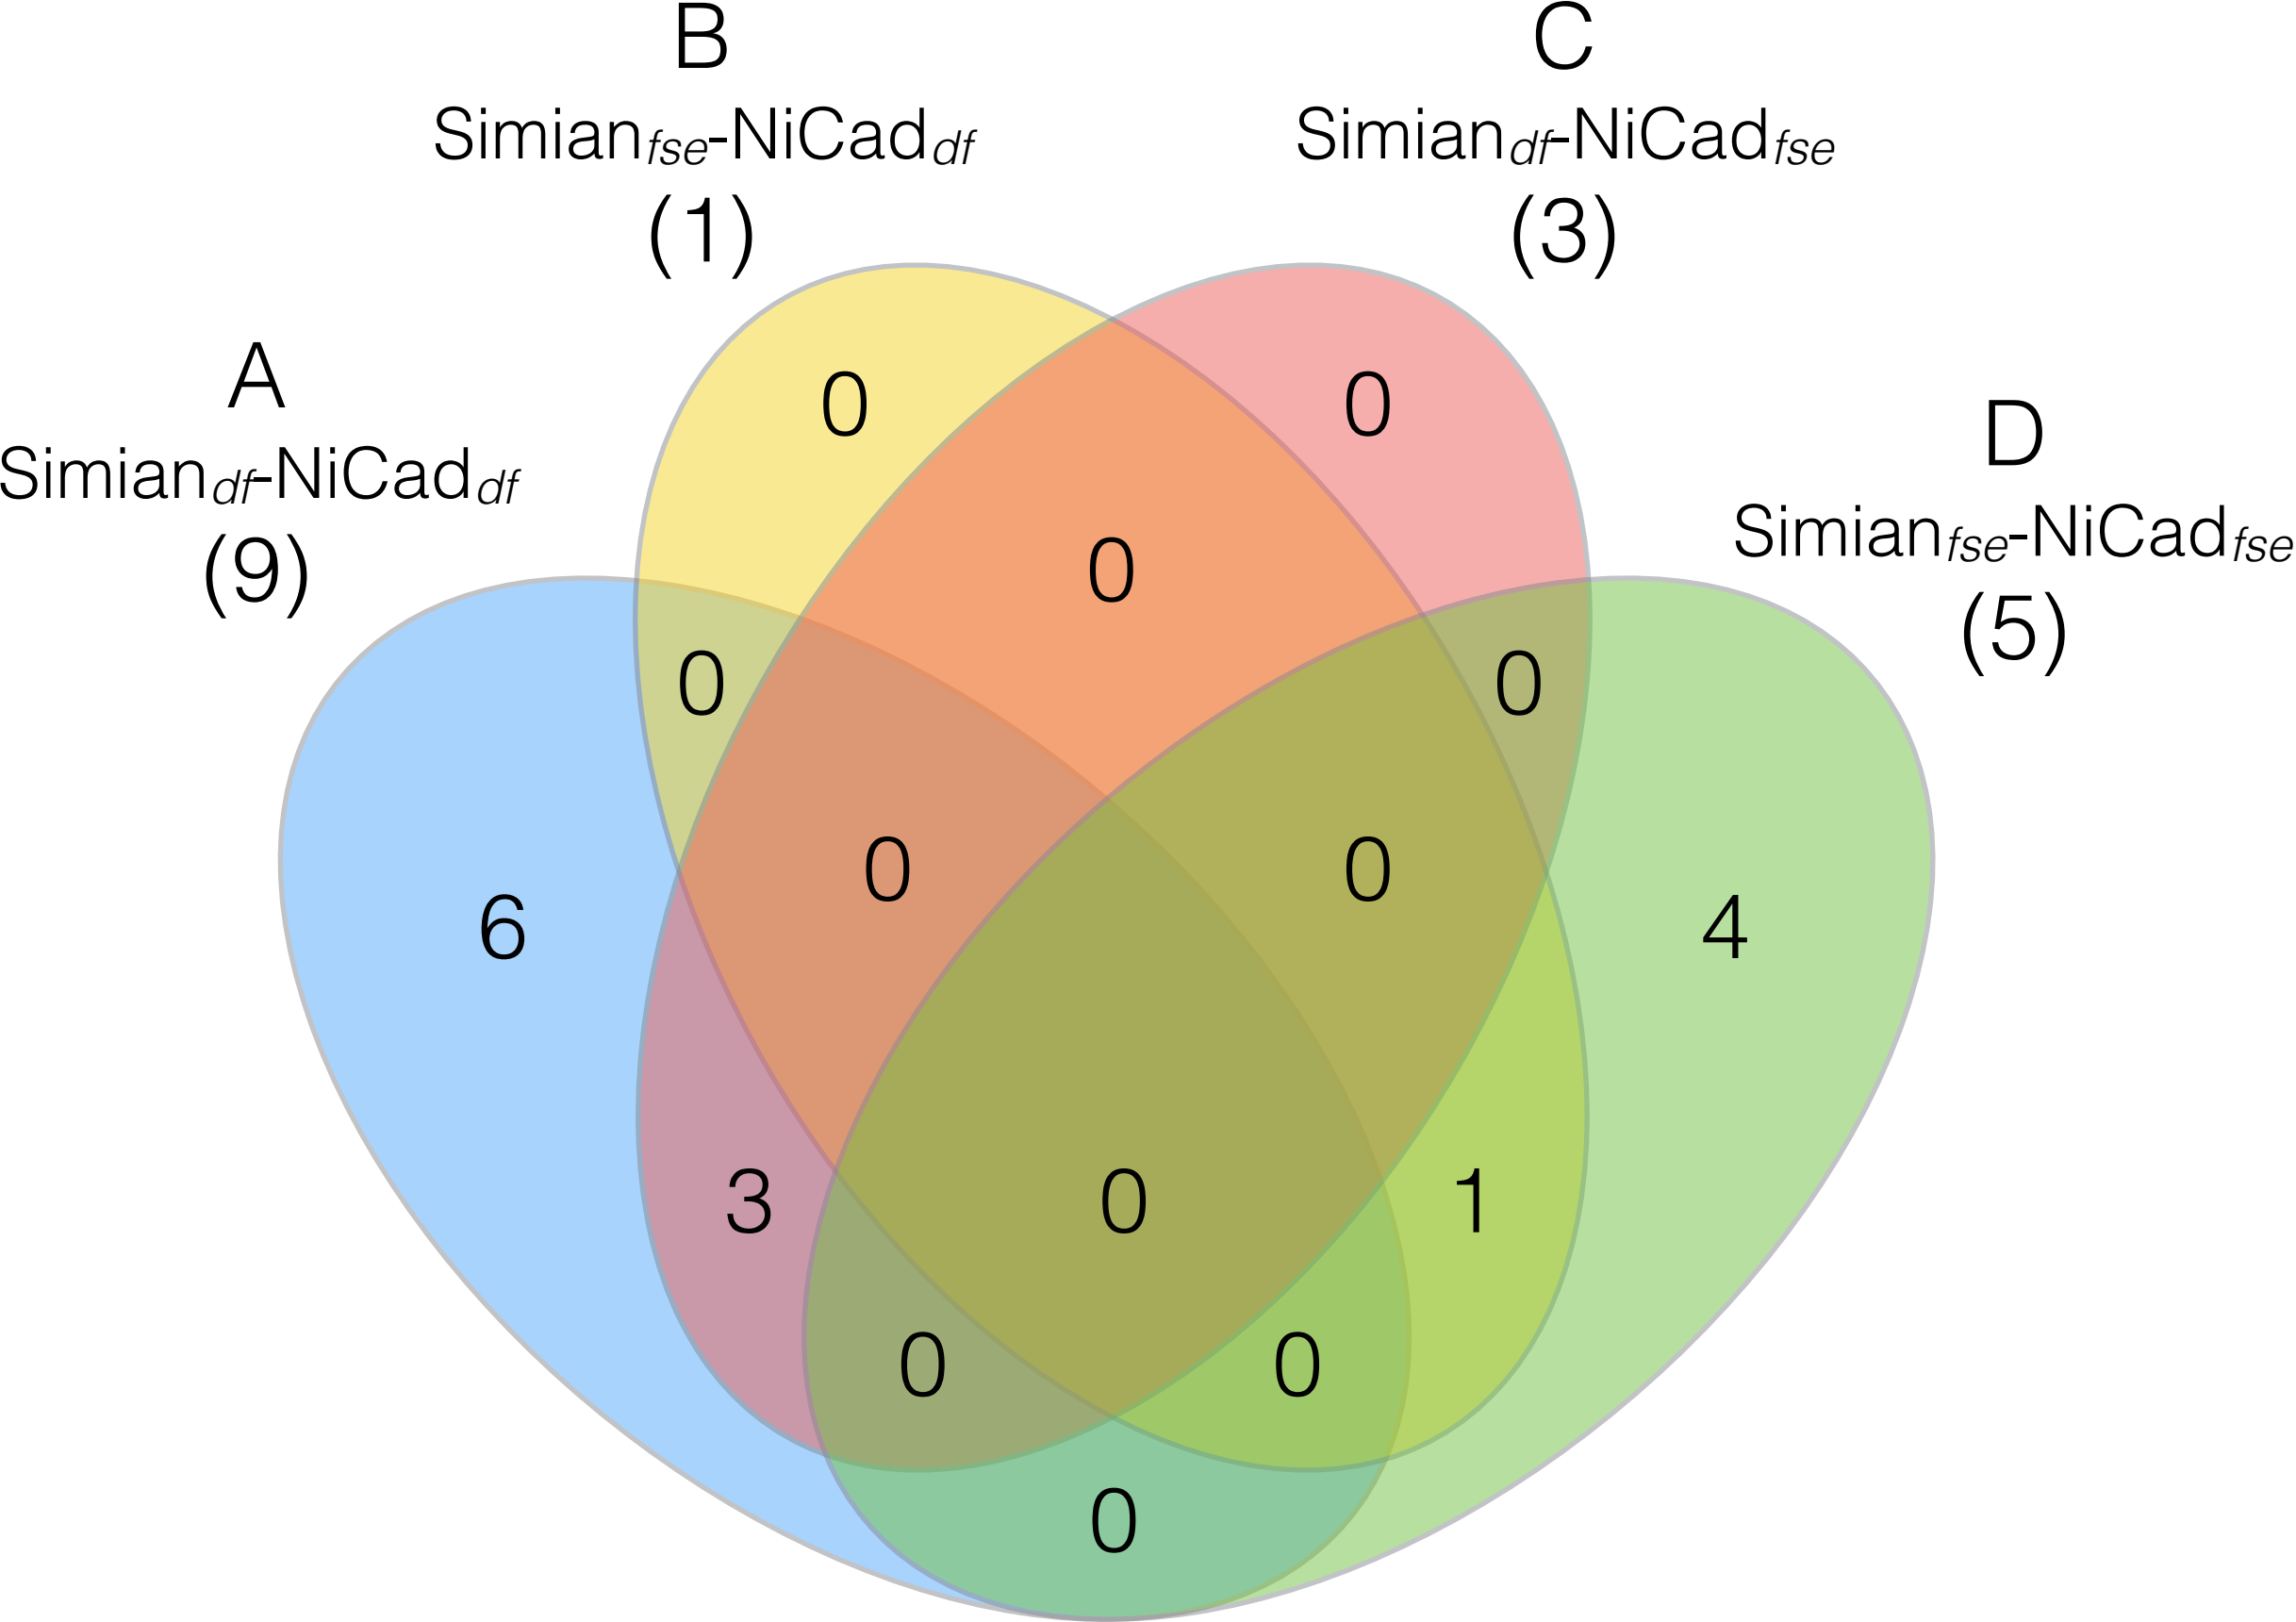 B
Simianfse-NiCaddf
(1)
C
Simiandf-NiCadfse
(3)
A
Simiandf-NiCaddf
(9)
D
Simianfse-NiCadfse
(5)
0
0
0
0
0
0
0
6
4
3
0
1
0
0
0